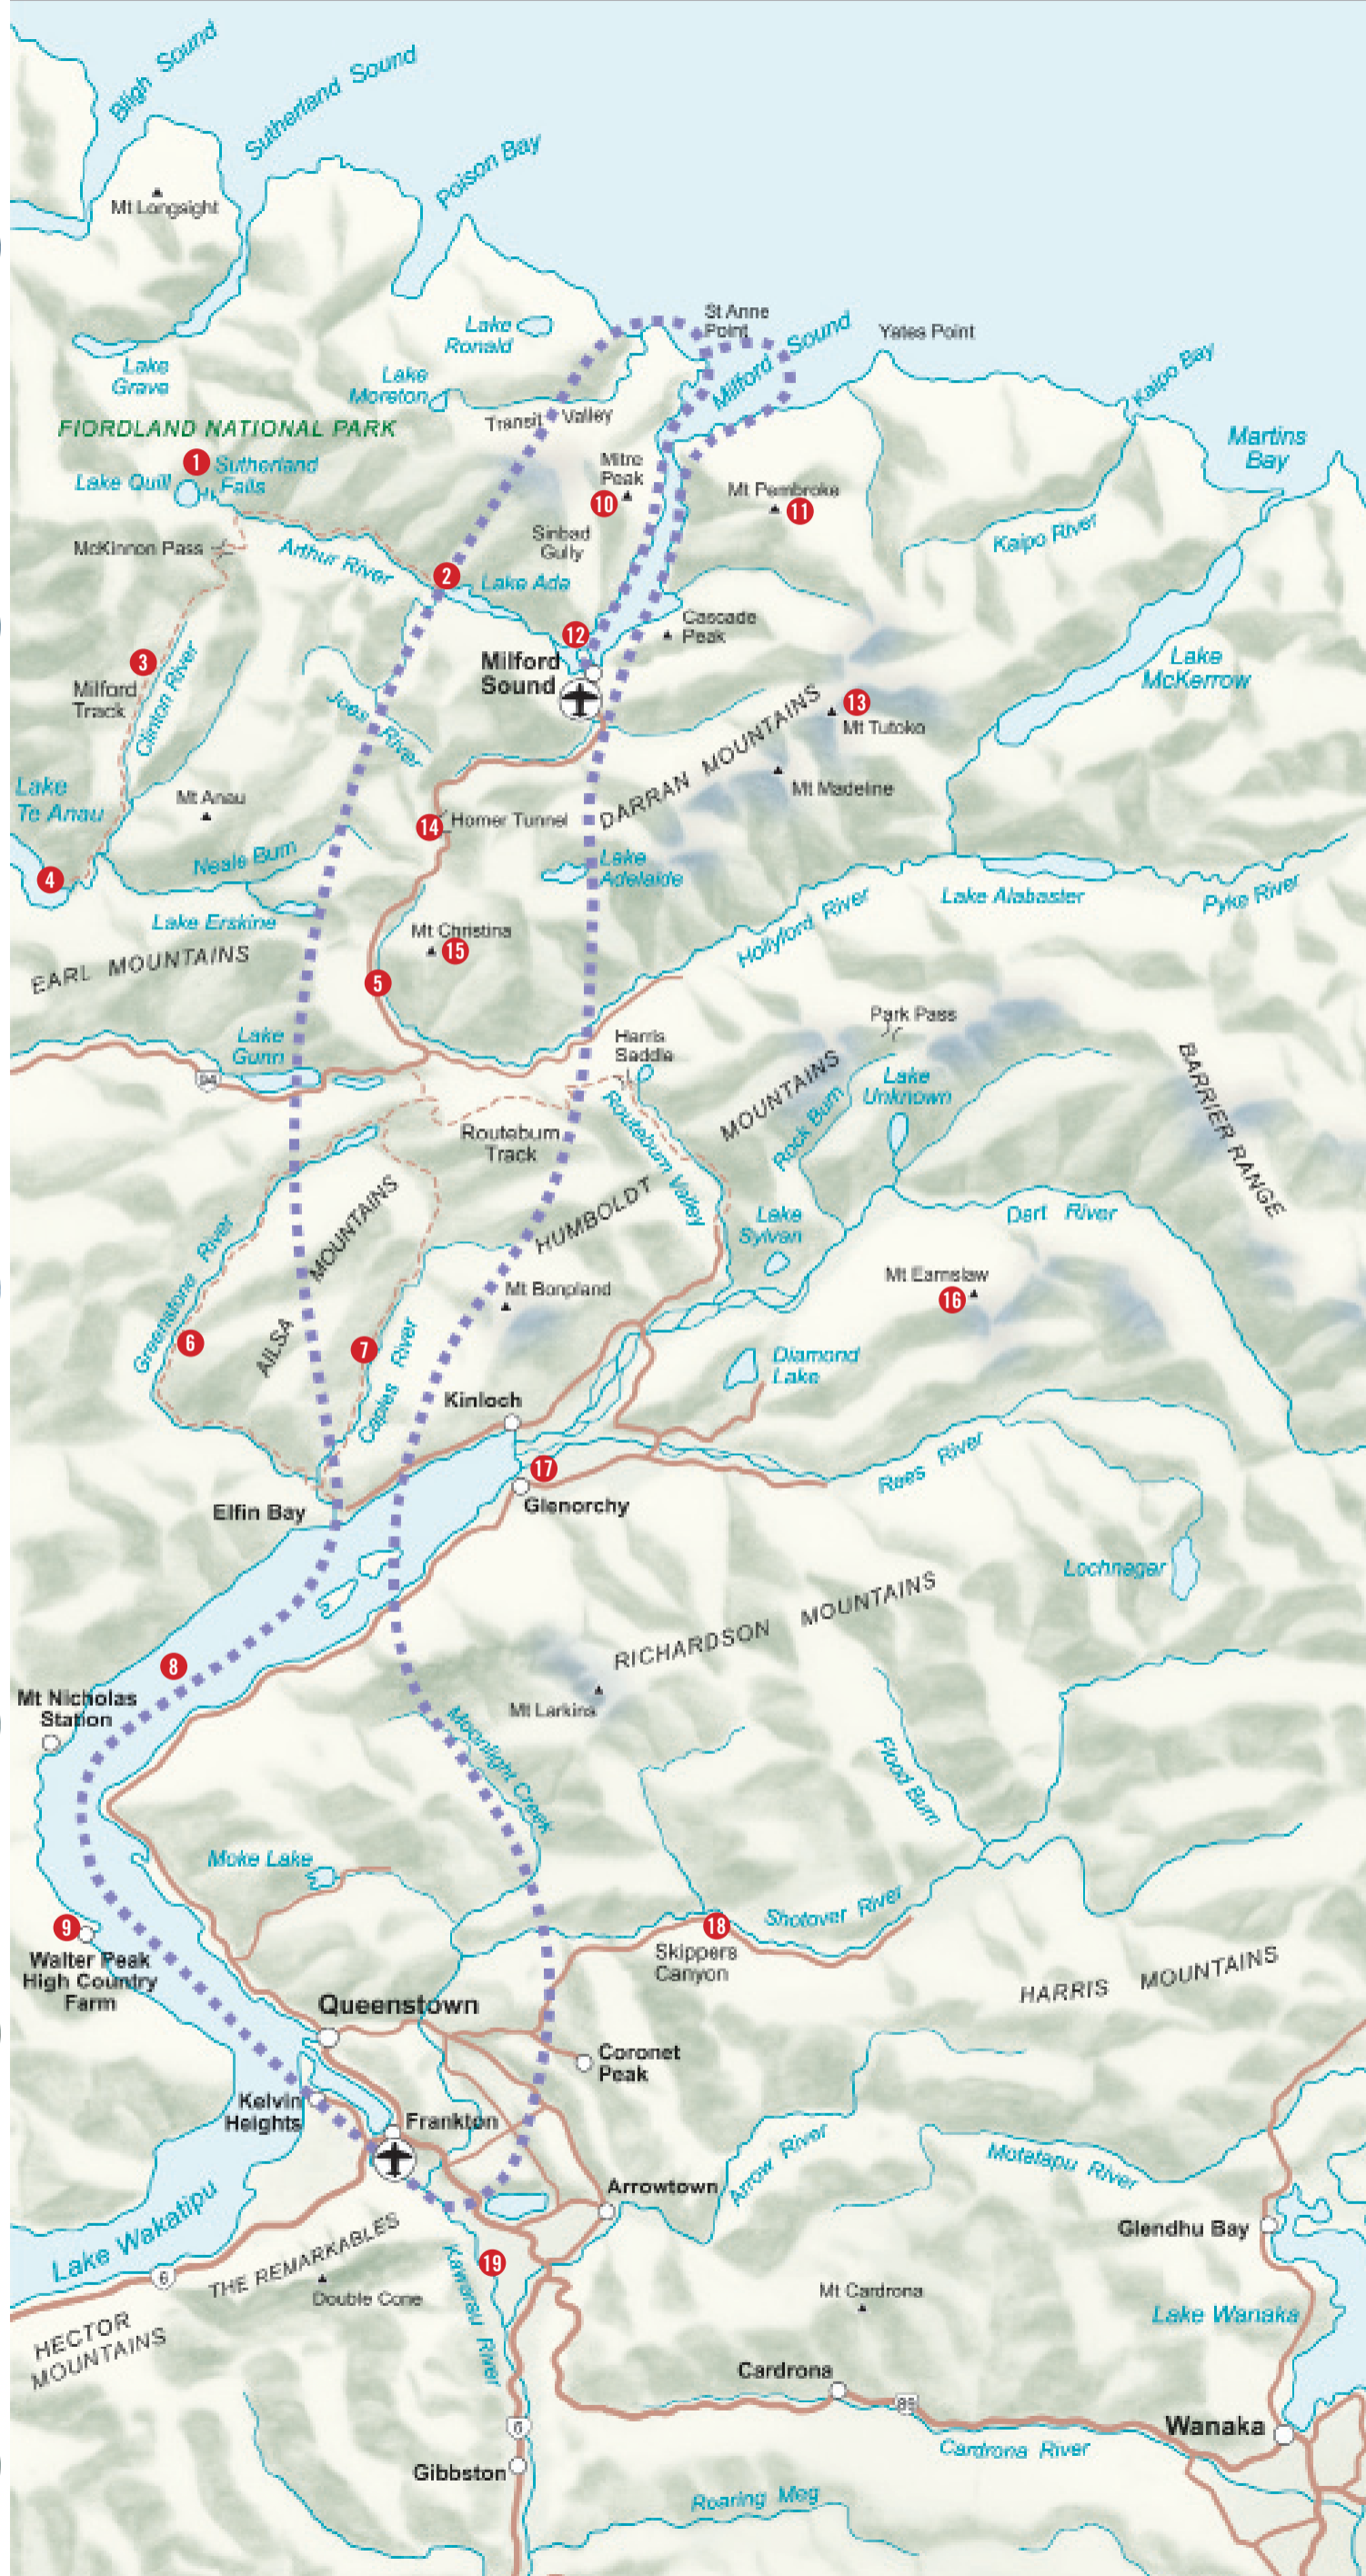 Bligh Sound
Sutherland Sound
Poison Bay
Mt Longsight
St Anne
Point
Milford Sound
Yates Point
Lake
Ronald
Lake
Grave
Lake
Moreton
Transit Valley
Kaipo Bay
Martins
Bay
FIORDLAND NATIONAL PARK
1
Sutherland
Falls
Lake Quill
Mitre
Peak
10
Mt Pembroke
11
Sinbad
Gully
Kaipo River
McKinnon Pass
Arthur River
2
Lake Ada
12
Cascade
Peak
Milford
Sound
3
Milford
Track
Clinton River
Joes River
Lake
McKerrow
13
Mt Tutoko
DARRAN MOUNTAINS
Mt Madeline
Lake
Te Anau
Mt Anau
14
Homer Tunnel
Neale Burn
Lake
Adelaide
4
Lake Erskine
Hollyford River
Lake Alabaster
Pyke River
Mt Christina
15
EARL MOUNTAINS
5
Park Pass
Lake
Gunn
Harris
Saddle
94
MOUNTAINS
Rock Burn
Lake
Unknown
BARRIER RANGE
Routeburn
Track
Routeburn Valley
HUMBOLDT
AILSA
MOUNTAINS
Lake
Sylvan
Dart River
Greenstone River
Mt Bonpland
Mt Earnslaw
16
6
7
Caples River
Diamond
Lake
Kinloch
17
Glenorchy
Rees River
Elfin Bay
Lochnagar
RICHARDSON MOUNTAINS
8
Mt Nicholas
Station
Mt Larkins
Moonlight Creek
Flood Burn
Moke Lake
9
Walter Peak
High Country
Farm
18
Skippers
Canyon
Shotover River
HARRIS MOUNTAINS
Queenstown
Coronet
Peak
Kelvin
Heights
Frankton
Arrow River
Motatapu River
Arrowtown
Glendhu Bay
Lake Wakatipu
6
THE REMARKABLES
Double Cone
Kawarau River
19
HECTOR
MOUNTAINS
Mt Cardrona
Lake Wanaka
Cardrona
89
Wanaka
6
Cardrona River
Gibbston
Roaring Meg